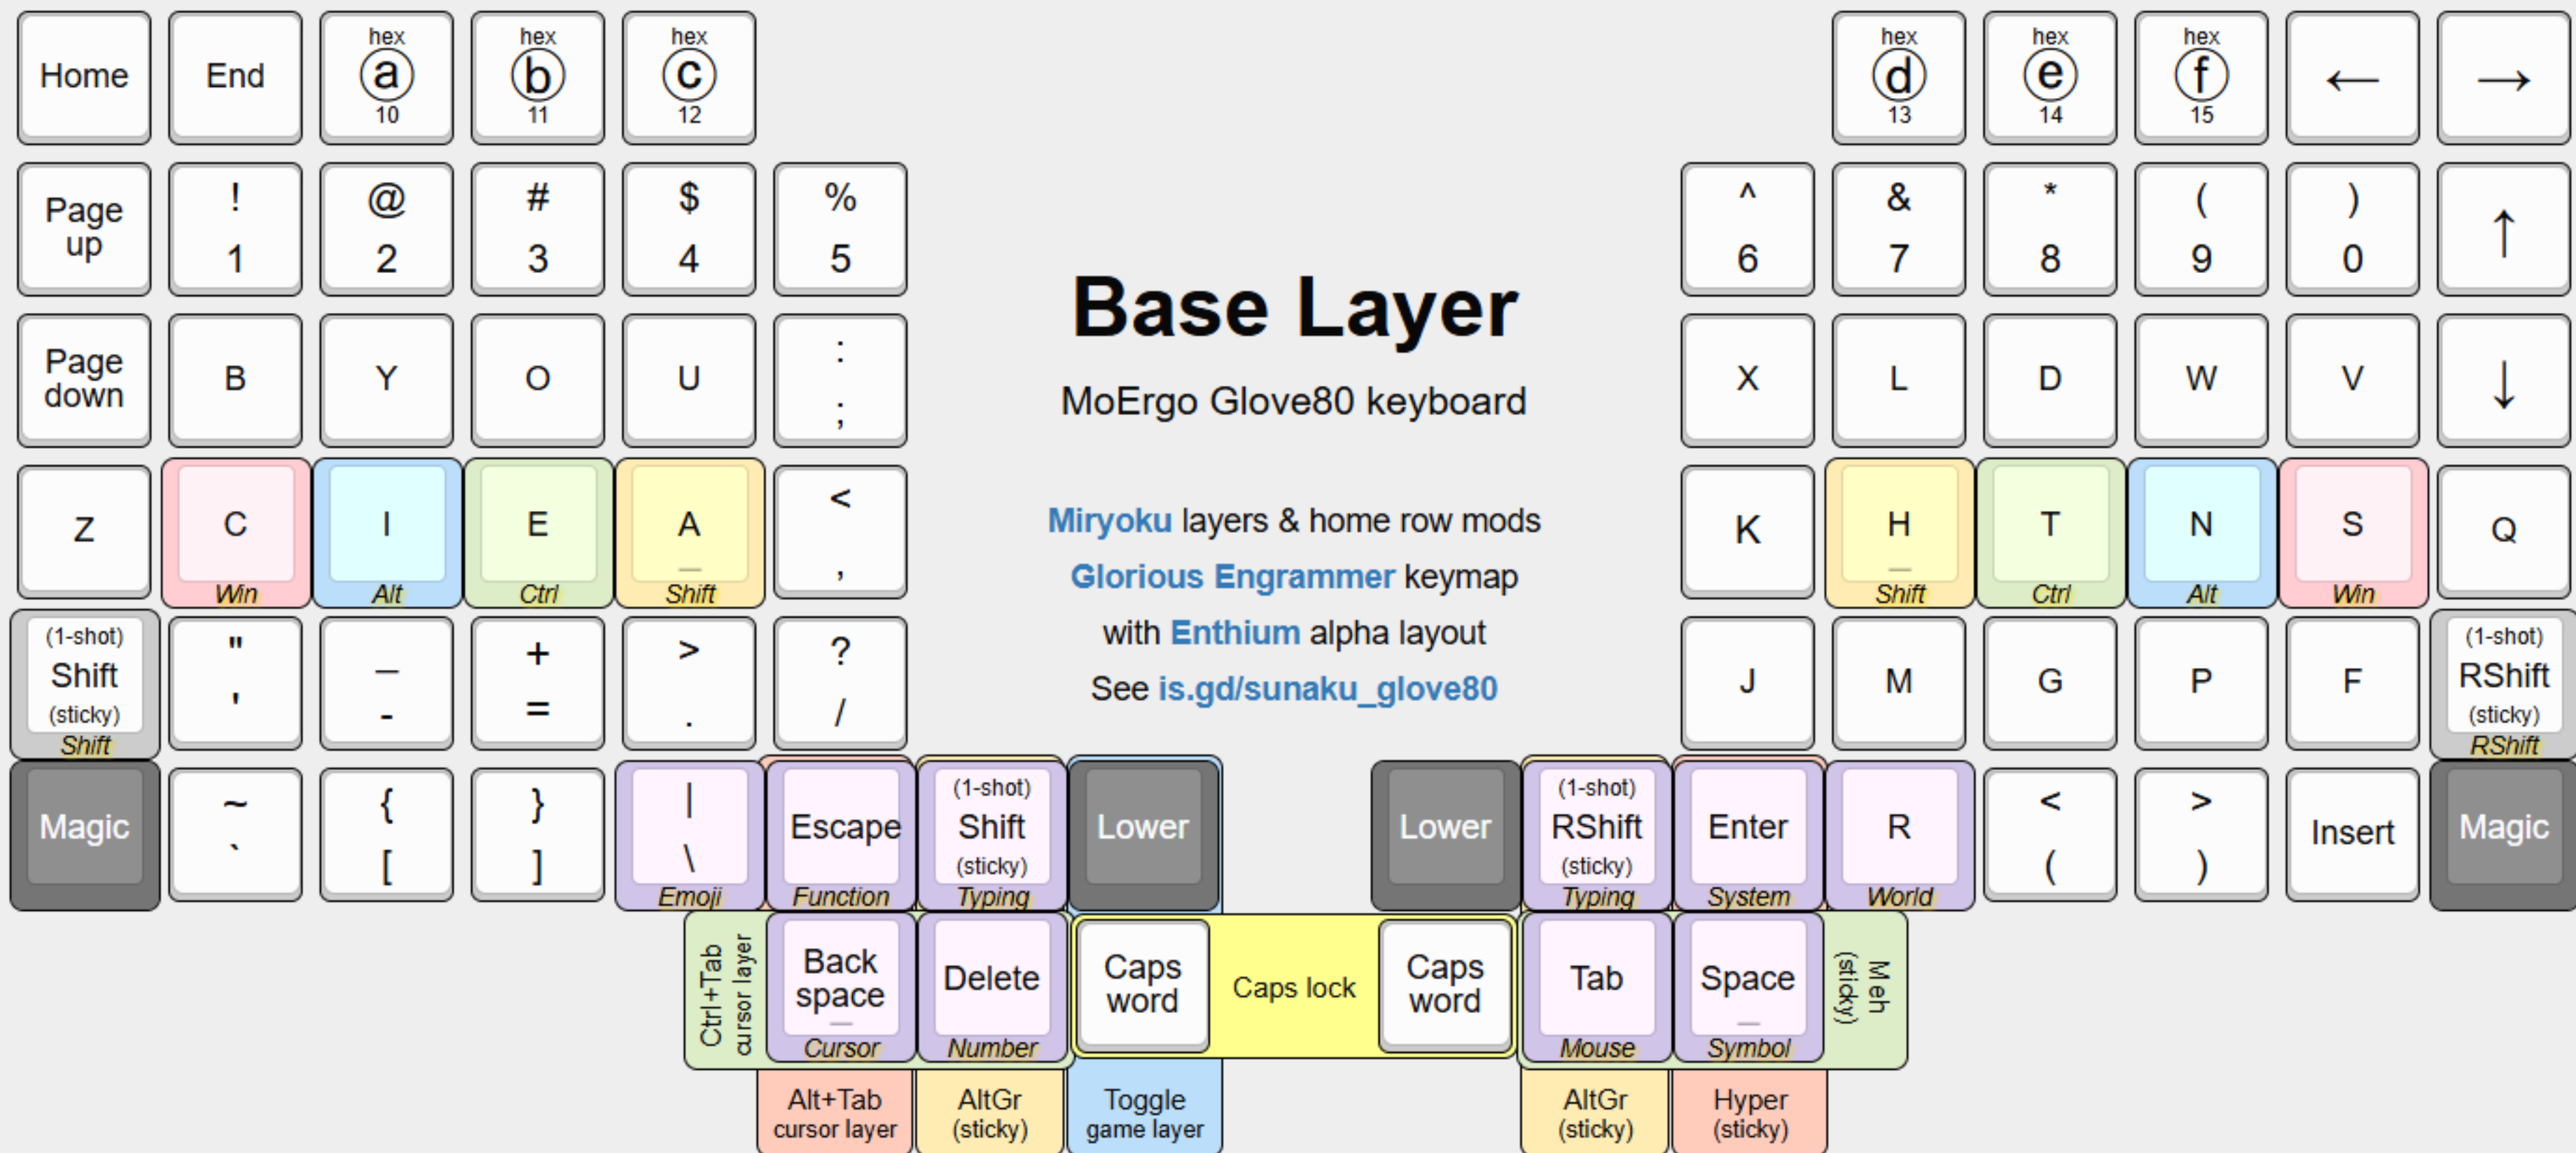 Home End hex ⓐ 10 hex ⓑ 11 hex ⓒ 12 hex ⓓ 13 hex ⓔ 14 hex ⓕ 15 ← →
Page up ! 1 @ 2 # 3 $ 4 % 5 ^ 6 & 7 * 8 ( 9 ) 0 ↑
Page down B Y O U : ; X L D W V ↓
Base Layer
MoErgo Glove80 keyboard
Z C Win I Alt E Ctrl A Shift < , K H Shift T Ctrl N Alt S Win Q
Miryoku layers & home row mods
Glorious Engrammer keymap
with Enthium alpha layout
See is.gd/sunaku_glove80
(1-shot) Shift (sticky) Shift " ' _ - + = > . ? / J M G P F (1-shot) RShift (sticky) RShift
Magic ~ ` { [ } ] | \ Emoji Escape Function (1-shot) Shift (sticky) Typing Lower Lower (1-shot) RShift (sticky) Typing Enter System R World < ( > ) Insert Magic
Ctrl+Tab cursor layer Back space Cursor Delete Number Caps word Caps lock Caps word Tab Mouse Space Symbol Meh (sticky)
Alt+Tab cursor layer AltGr (sticky) Toggle game layer AltGr (sticky) Hyper (sticky)